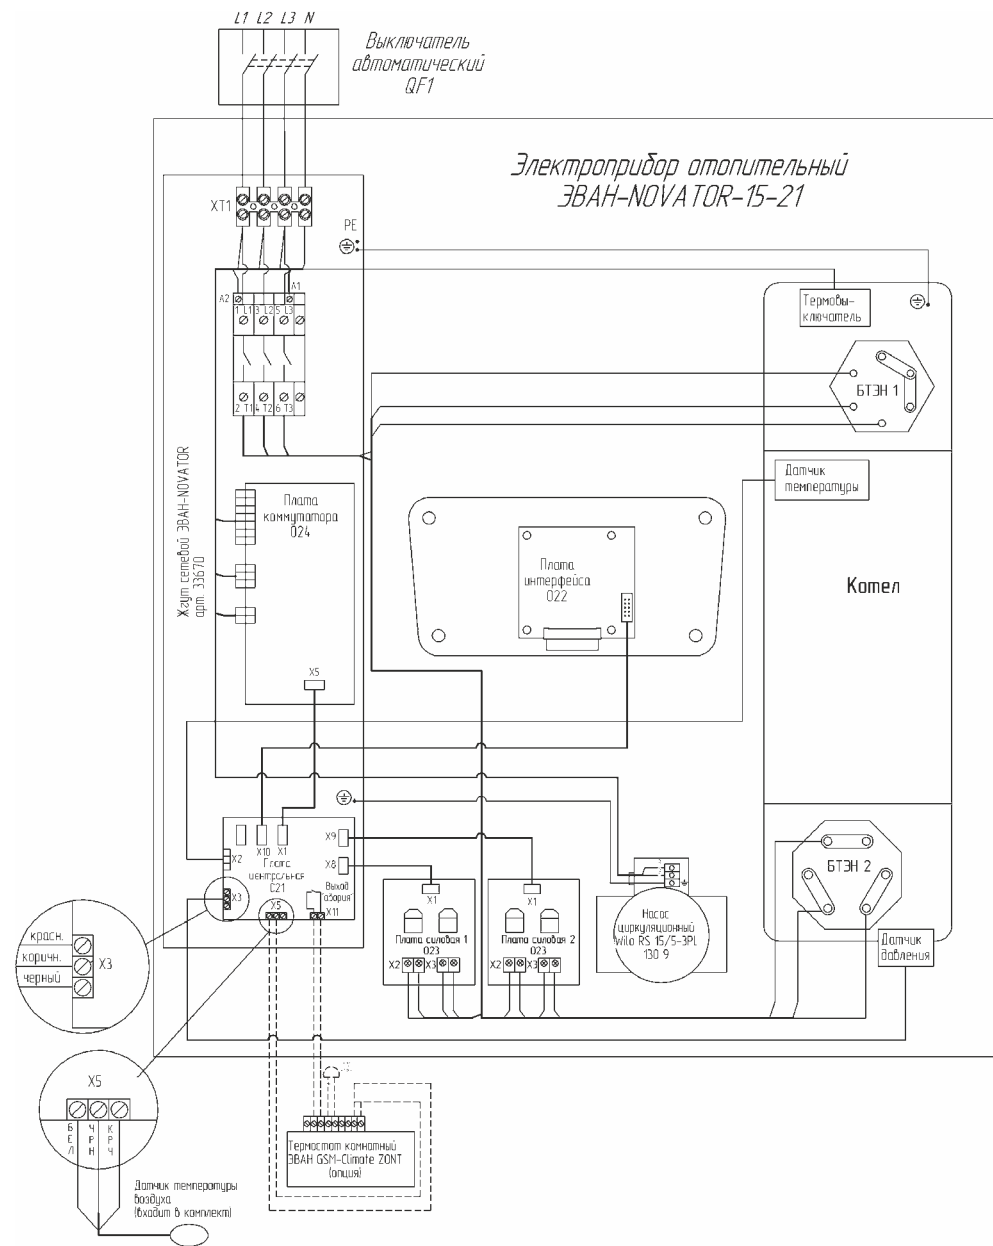 L1 L2 L3 N
Выключатель
автоматический
QF1
Электроприбор отопительный
ЭВАН-NOVATOR-15-21
XT1
PE
A2
A1
1 L1 3 L2 5 L3
2 T1 4 T2 6 T3
Термовы-
ключатель
БТЭН 1
Датчик
температуры
Жгут сетевой ЭВАН-NOVATOR
арт. 33670
Плата
коммутатора
024
X5
Плата
интерфейса
022
Котел
X10
X1
X9
X2
X8
Плата
центральная
021
X3
Выход
"авария"
X5
X11
X1
Плата силовая 1
023
X2
X3
X1
Плата силовая 2
023
X2
X3
Насос
циркуляционный
Wilo RS 15/5-3PL
130 9
БТЭН 2
Датчик
давления
красн.
коричн.
черный
X3
X5
БЕЛ
ЧРН
КРЧ
Датчик температуры
воздуха
(входит в комплект)
Термостат комнатный
ЭВАН GSM-Climate ZONT
(опция)